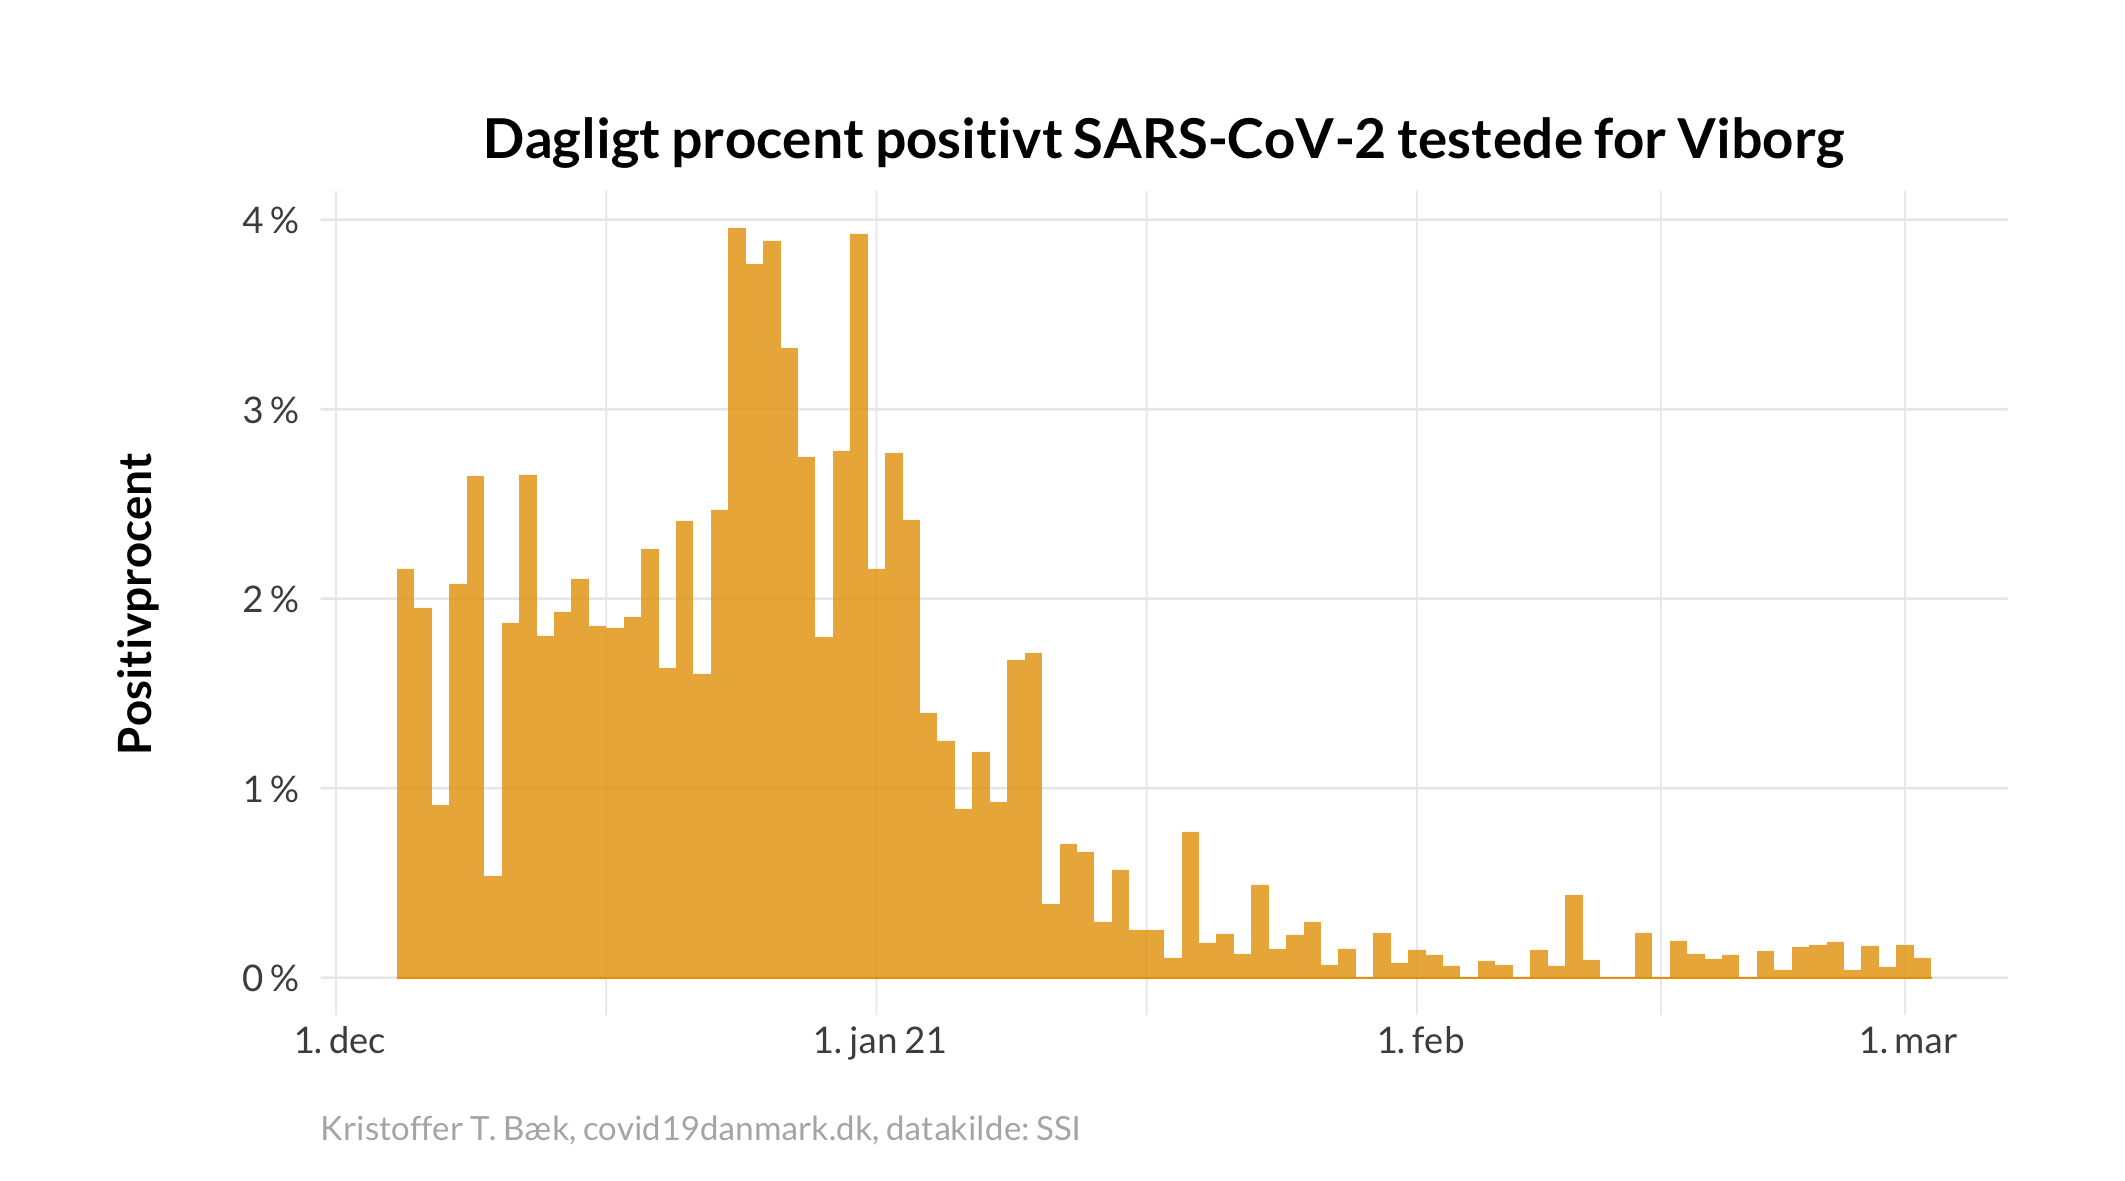 Dagligt procent positivt SARS-CoV-2 testede for Viborg
Positivprocent
4 %
3 %
2 %
1 %
0 %
1. dec
1. jan 21
1. feb
1. mar
Kristoffer T. Bæk, covid19danmark.dk, datakilde: SSI